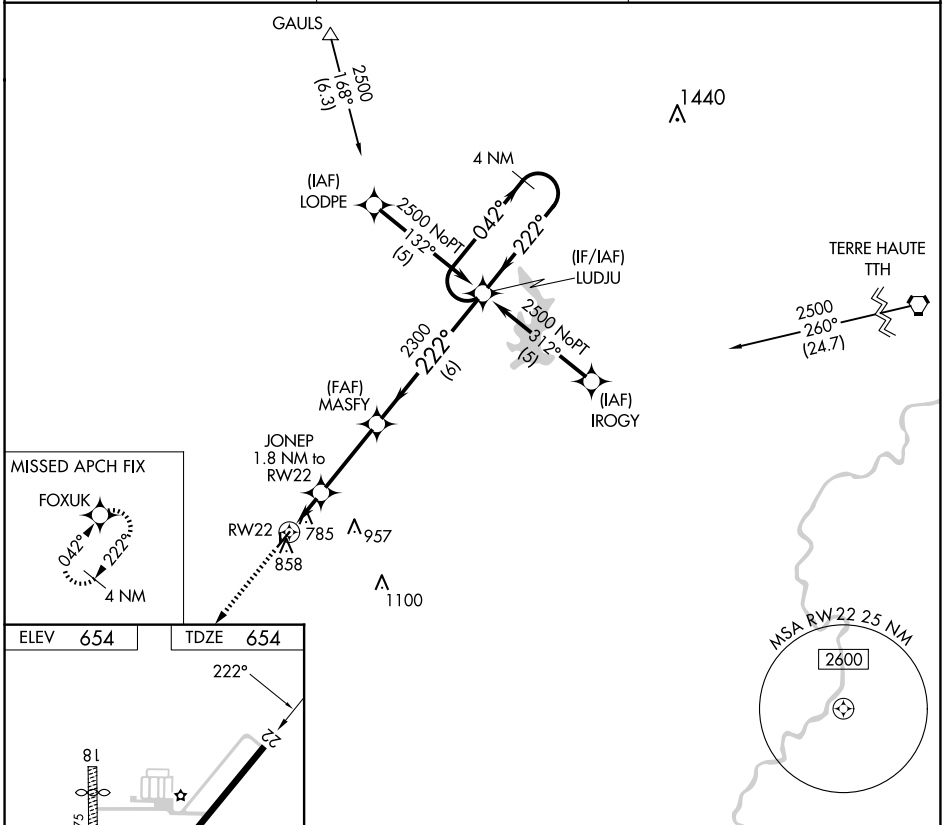 GAULS
2500
168°
(6.3)
1440
4 NM
(IAF)
LODPE
2500 NoPT
132°
(5)
042°
222°
(IF/IAF)
LUDJU
TERRE HAUTE
TTH
2500
260°
(24.7)
2500 NoPT
312°
(5)
2300
222°
(6)
(IAF)
IROGY
(FAF)
MASFY
JONEP
1.8 NM to
RW22
MISSED APCH FIX
FOXUK
042°
222°
4 NM
RW22
785
957
858
1100
ELEV 654
TDZE 654
222°
22
18
75
MSA RW22 25 NM
2600